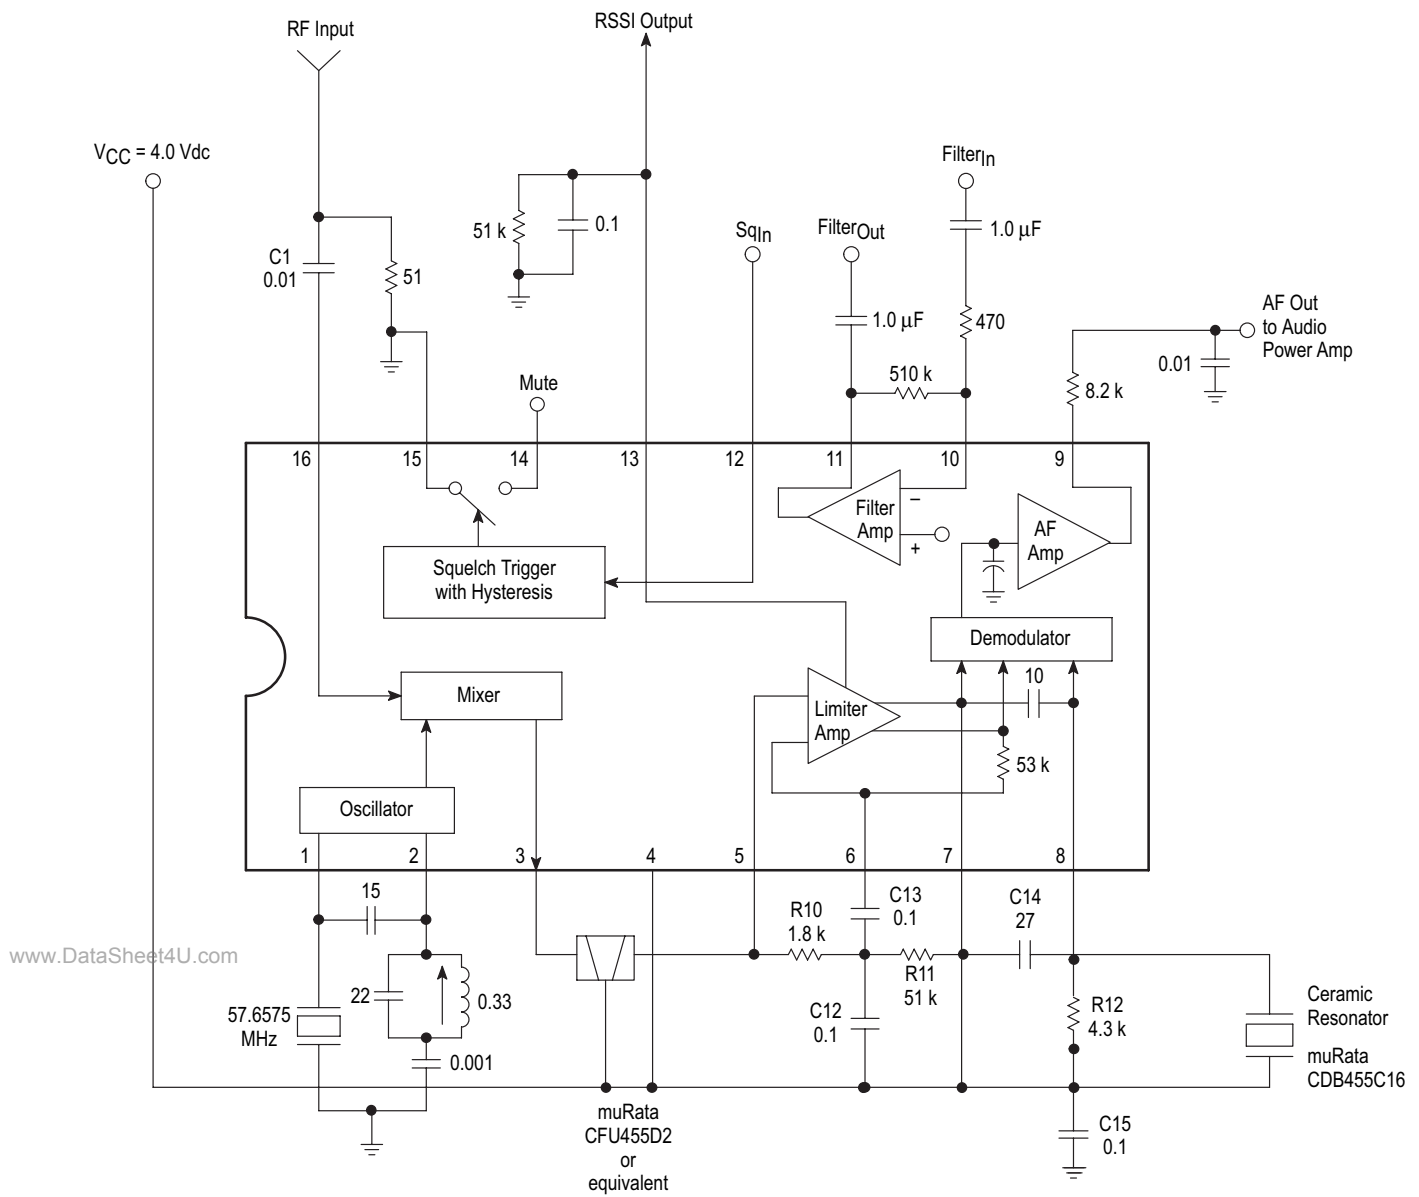 RF Input
RSSI Output
VCC = 4.0 Vdc
FilterIn
51 k
0.1
SqIn
FilterOut
1.0 µF
C1
0.01
51
1.0 µF
470
AF Out
to Audio
Power Amp
0.01
510 k
8.2 k
Mute
16
15
14
13
12
11
10
9
Filter
Amp
–
+
AF
Amp
Squelch Trigger
with Hysteresis
Demodulator
10
Mixer
Limiter
Amp
53 k
Oscillator
1
2
3
4
5
6
7
8
15
C13
0.1
C14
27
R10
1.8 k
R11
51 k
www.DataSheet4U.com
22
0.33
57.6575
MHz
C12
0.1
R12
4.3 k
Ceramic
Resonator
muRata
CDB455C16
0.001
muRata
CFU455D2
or
equivalent
C15
0.1